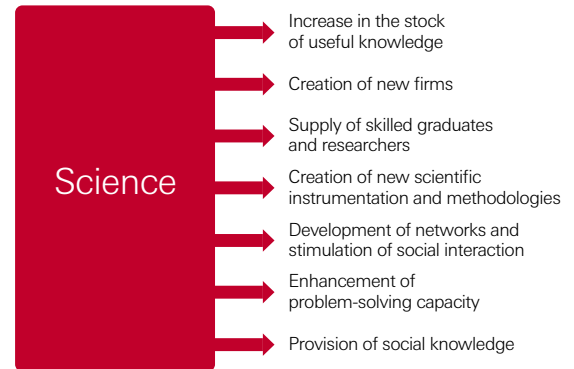 Science
Increase in the stock
of useful knowledge
Creation of new firms
Supply of skilled graduates
and researchers
Creation of new scientific
instrumentation and methodologies
Development of networks and
stimulation of social interaction
Enhancement of
problem-solving capacity
Provision of social knowledge